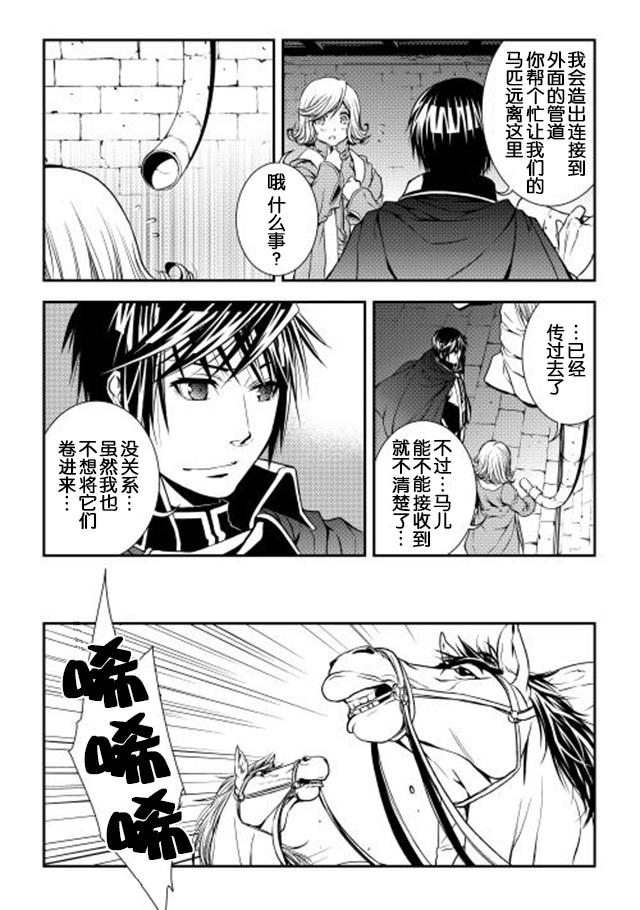 我会造出连接到
外面的管道
你帮个忙让我们的
马匹远离这里
哦 什么事？
…已经
传过去了
不过…马儿
能不能接收到
就不清楚了…
没关系…
虽然我也
不想将它们
卷进来…
唏
唏
唏